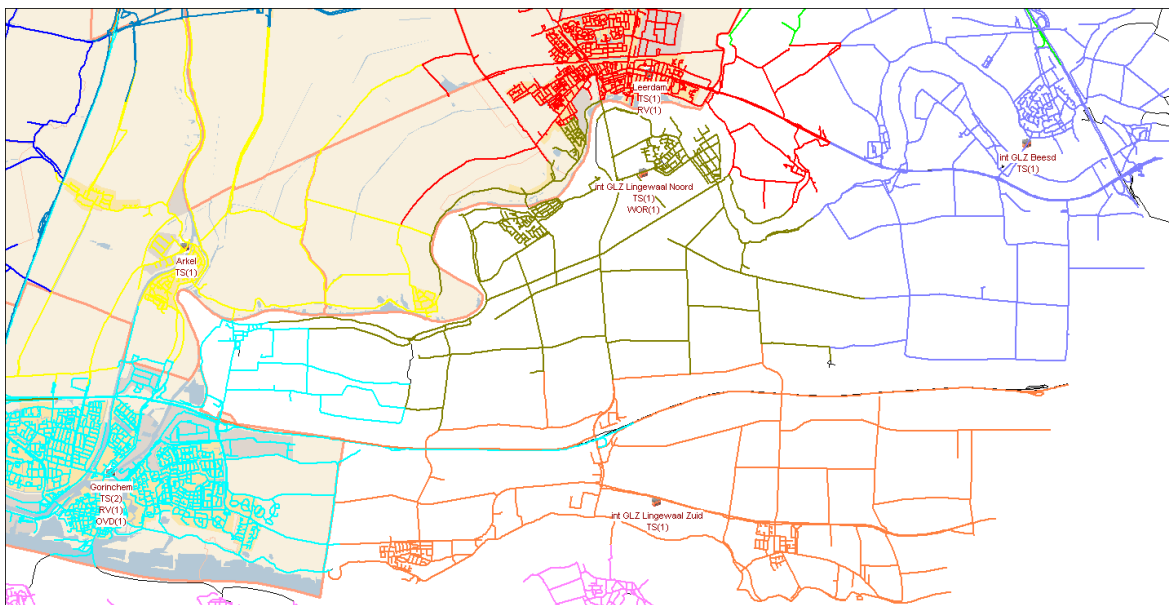 Leerdam
TS(1)
RV(1)
int GLZ Beesd
TS(1)
int GLZ Lingewaal Noord
TS(1)
WOR(1)
Arkel
TS(1)
Gorinchem
TS(2)
RV(1)
OVD(1)
int GLZ Lingewaal Zuid
TS(1)